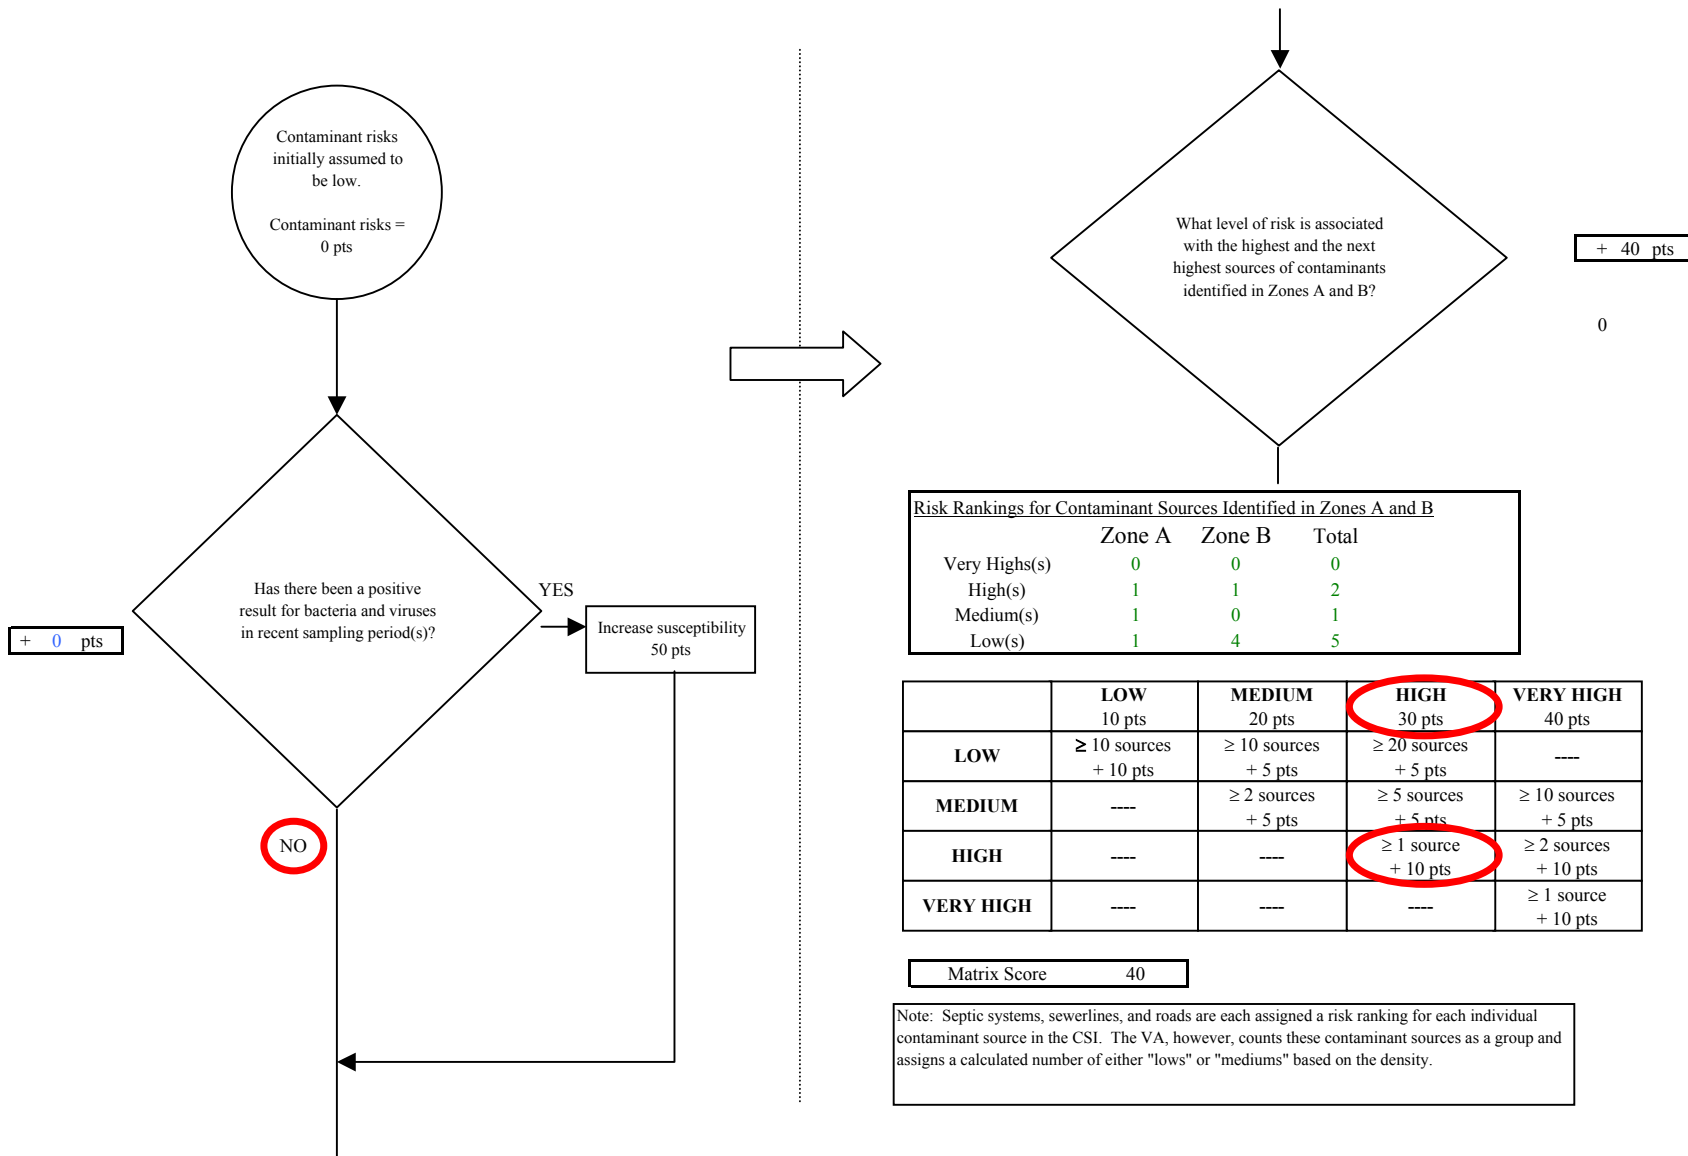 Contaminant risks
initially assumed to
be low.
Contaminant risks =
0 pts
Has there been a positive
result for bacteria and viruses
in recent sampling period(s)?
+ 0 pts
YES
Increase susceptibility
50 pts
NO
What level of risk is associated
with the highest and the next
highest sources of contaminants
identified in Zones A and B?
+ 40 pts
0
Risk Rankings for Contaminant Sources Identified in Zones A and B
Zone A Zone B Total
Very Highs(s) 0 0 0
High(s) 1 1 2
Medium(s) 1 0 1
Low(s) 1 4 5
LOW MEDIUM HIGH VERY HIGH
10 pts 20 pts 30 pts 40 pts
LOW ≥ 10 sources ≥ 10 sources ≥ 20 sources ----
+ 10 pts + 5 pts + 5 pts
MEDIUM ---- ≥ 2 sources ≥ 5 sources ≥ 10 sources
+ 5 pts + 5 pts + 5 pts
HIGH ---- ---- ≥ 1 source ≥ 2 sources
+ 10 pts + 10 pts
VERY HIGH ---- ---- ---- ≥ 1 source
+ 10 pts
Matrix Score 40
Note: Septic systems, sewerlines, and roads are each assigned a risk ranking for each individual
contaminant source in the CSI. The VA, however, counts these contaminant sources as a group and
assigns a calculated number of either "lows" or "mediums" based on the density.